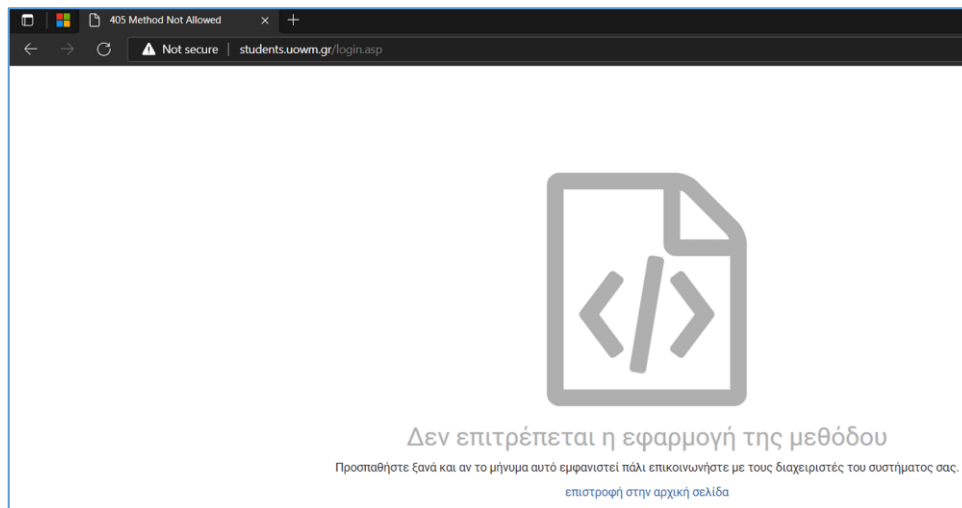 405 Method Not Allowed
Not secure | students.uowm.gr/login.asp
</>
Δεν επιτρέπεται η εφαρμογή της μεθόδου
Προσπαθήστε ξανά και αν το μήνυμα αυτό εμφανιστεί πάλι επικοινωνήστε με τους διαχειριστές του συστήματος σας.
επιστροφή στην αρχική σελίδα